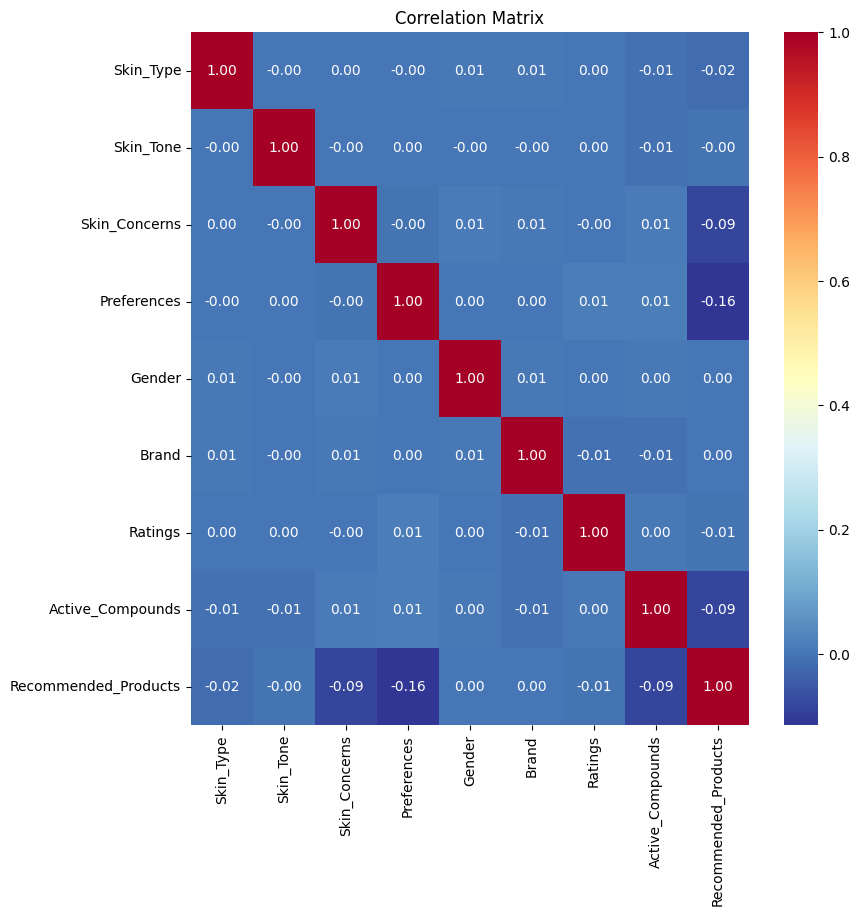 Correlation Matrix
Skin_Type 1.00 -0.00 0.00 -0.00 0.01 0.01 0.00 -0.01 -0.02
Skin_Tone -0.00 1.00 -0.00 0.00 -0.00 -0.00 0.00 -0.01 -0.00
Skin_Concerns 0.00 -0.00 1.00 -0.00 0.01 0.01 -0.00 0.01 -0.09
Preferences -0.00 0.00 -0.00 1.00 0.00 0.00 0.01 0.01 -0.16
Gender 0.01 -0.00 0.01 0.00 1.00 0.01 0.00 0.00 0.00
Brand 0.01 -0.00 0.01 0.00 0.01 1.00 -0.01 -0.01 0.00
Ratings 0.00 0.00 -0.00 0.01 0.00 -0.01 1.00 0.00 -0.01
Active_Compounds -0.01 -0.01 0.01 0.01 0.00 -0.01 0.00 1.00 -0.09
Recommended_Products -0.02 -0.00 -0.09 -0.16 0.00 0.00 -0.01 -0.09 1.00
Skin_Type
Skin_Tone
Skin_Concerns
Preferences
Gender
Brand
Ratings
Active_Compounds
Recommended_Products
1.0
0.8
0.6
0.4
0.2
0.0